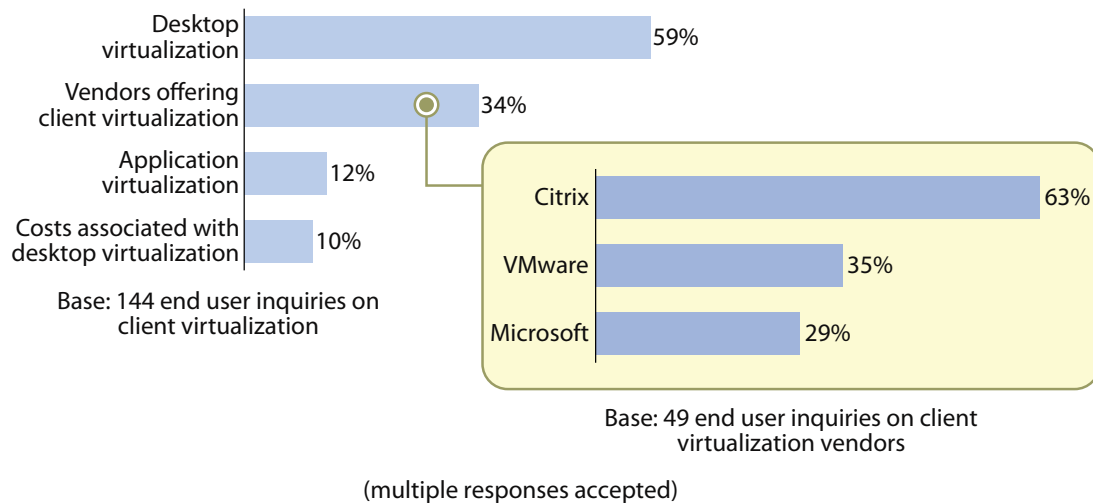 Desktop
virtualization
59%
Vendors offering
client virtualization
34%
Application
virtualization
12%
Costs associated with
desktop virtualization
10%
Base: 144 end user inquiries on
client virtualization
Citrix
63%
VMware
35%
Microsoft
29%
Base: 49 end user inquiries on client
virtualization vendors
(multiple responses accepted)